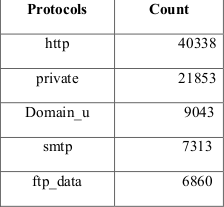 Protocols Count
http 40338
private 21853
Domain_u 9043
smtp 7313
ftp_data 6860